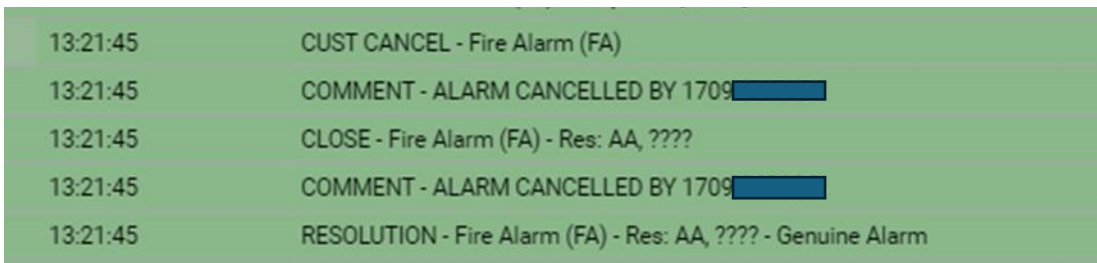 13:21:45 CUST CANCEL - Fire Alarm (FA)
13:21:45 COMMENT - ALARM CANCELLED BY 1709
13:21:45 CLOSE - Fire Alarm (FA) - Res: AA, ????
13:21:45 COMMENT - ALARM CANCELLED BY 1709
13:21:45 RESOLUTION - Fire Alarm (FA) - Res: AA, ???? - Genuine Alarm